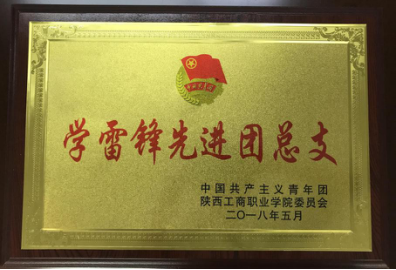 学雷锋先进团总支
中国共产主义青年团
陕西工商职业学院委员会
二〇一八年五月